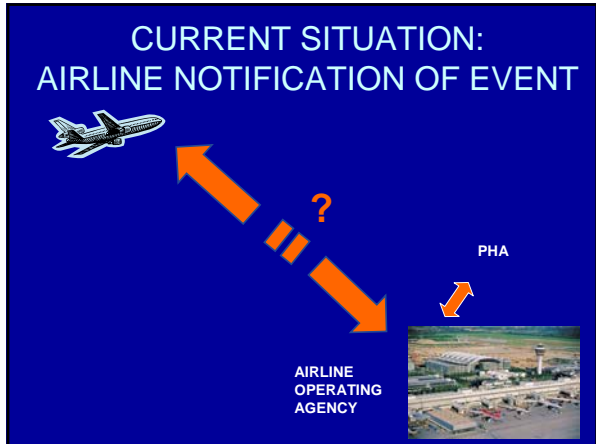 CURRENT SITUATION:
AIRLINE NOTIFICATION OF EVENT
?
PHA
AIRLINE
OPERATING
AGENCY